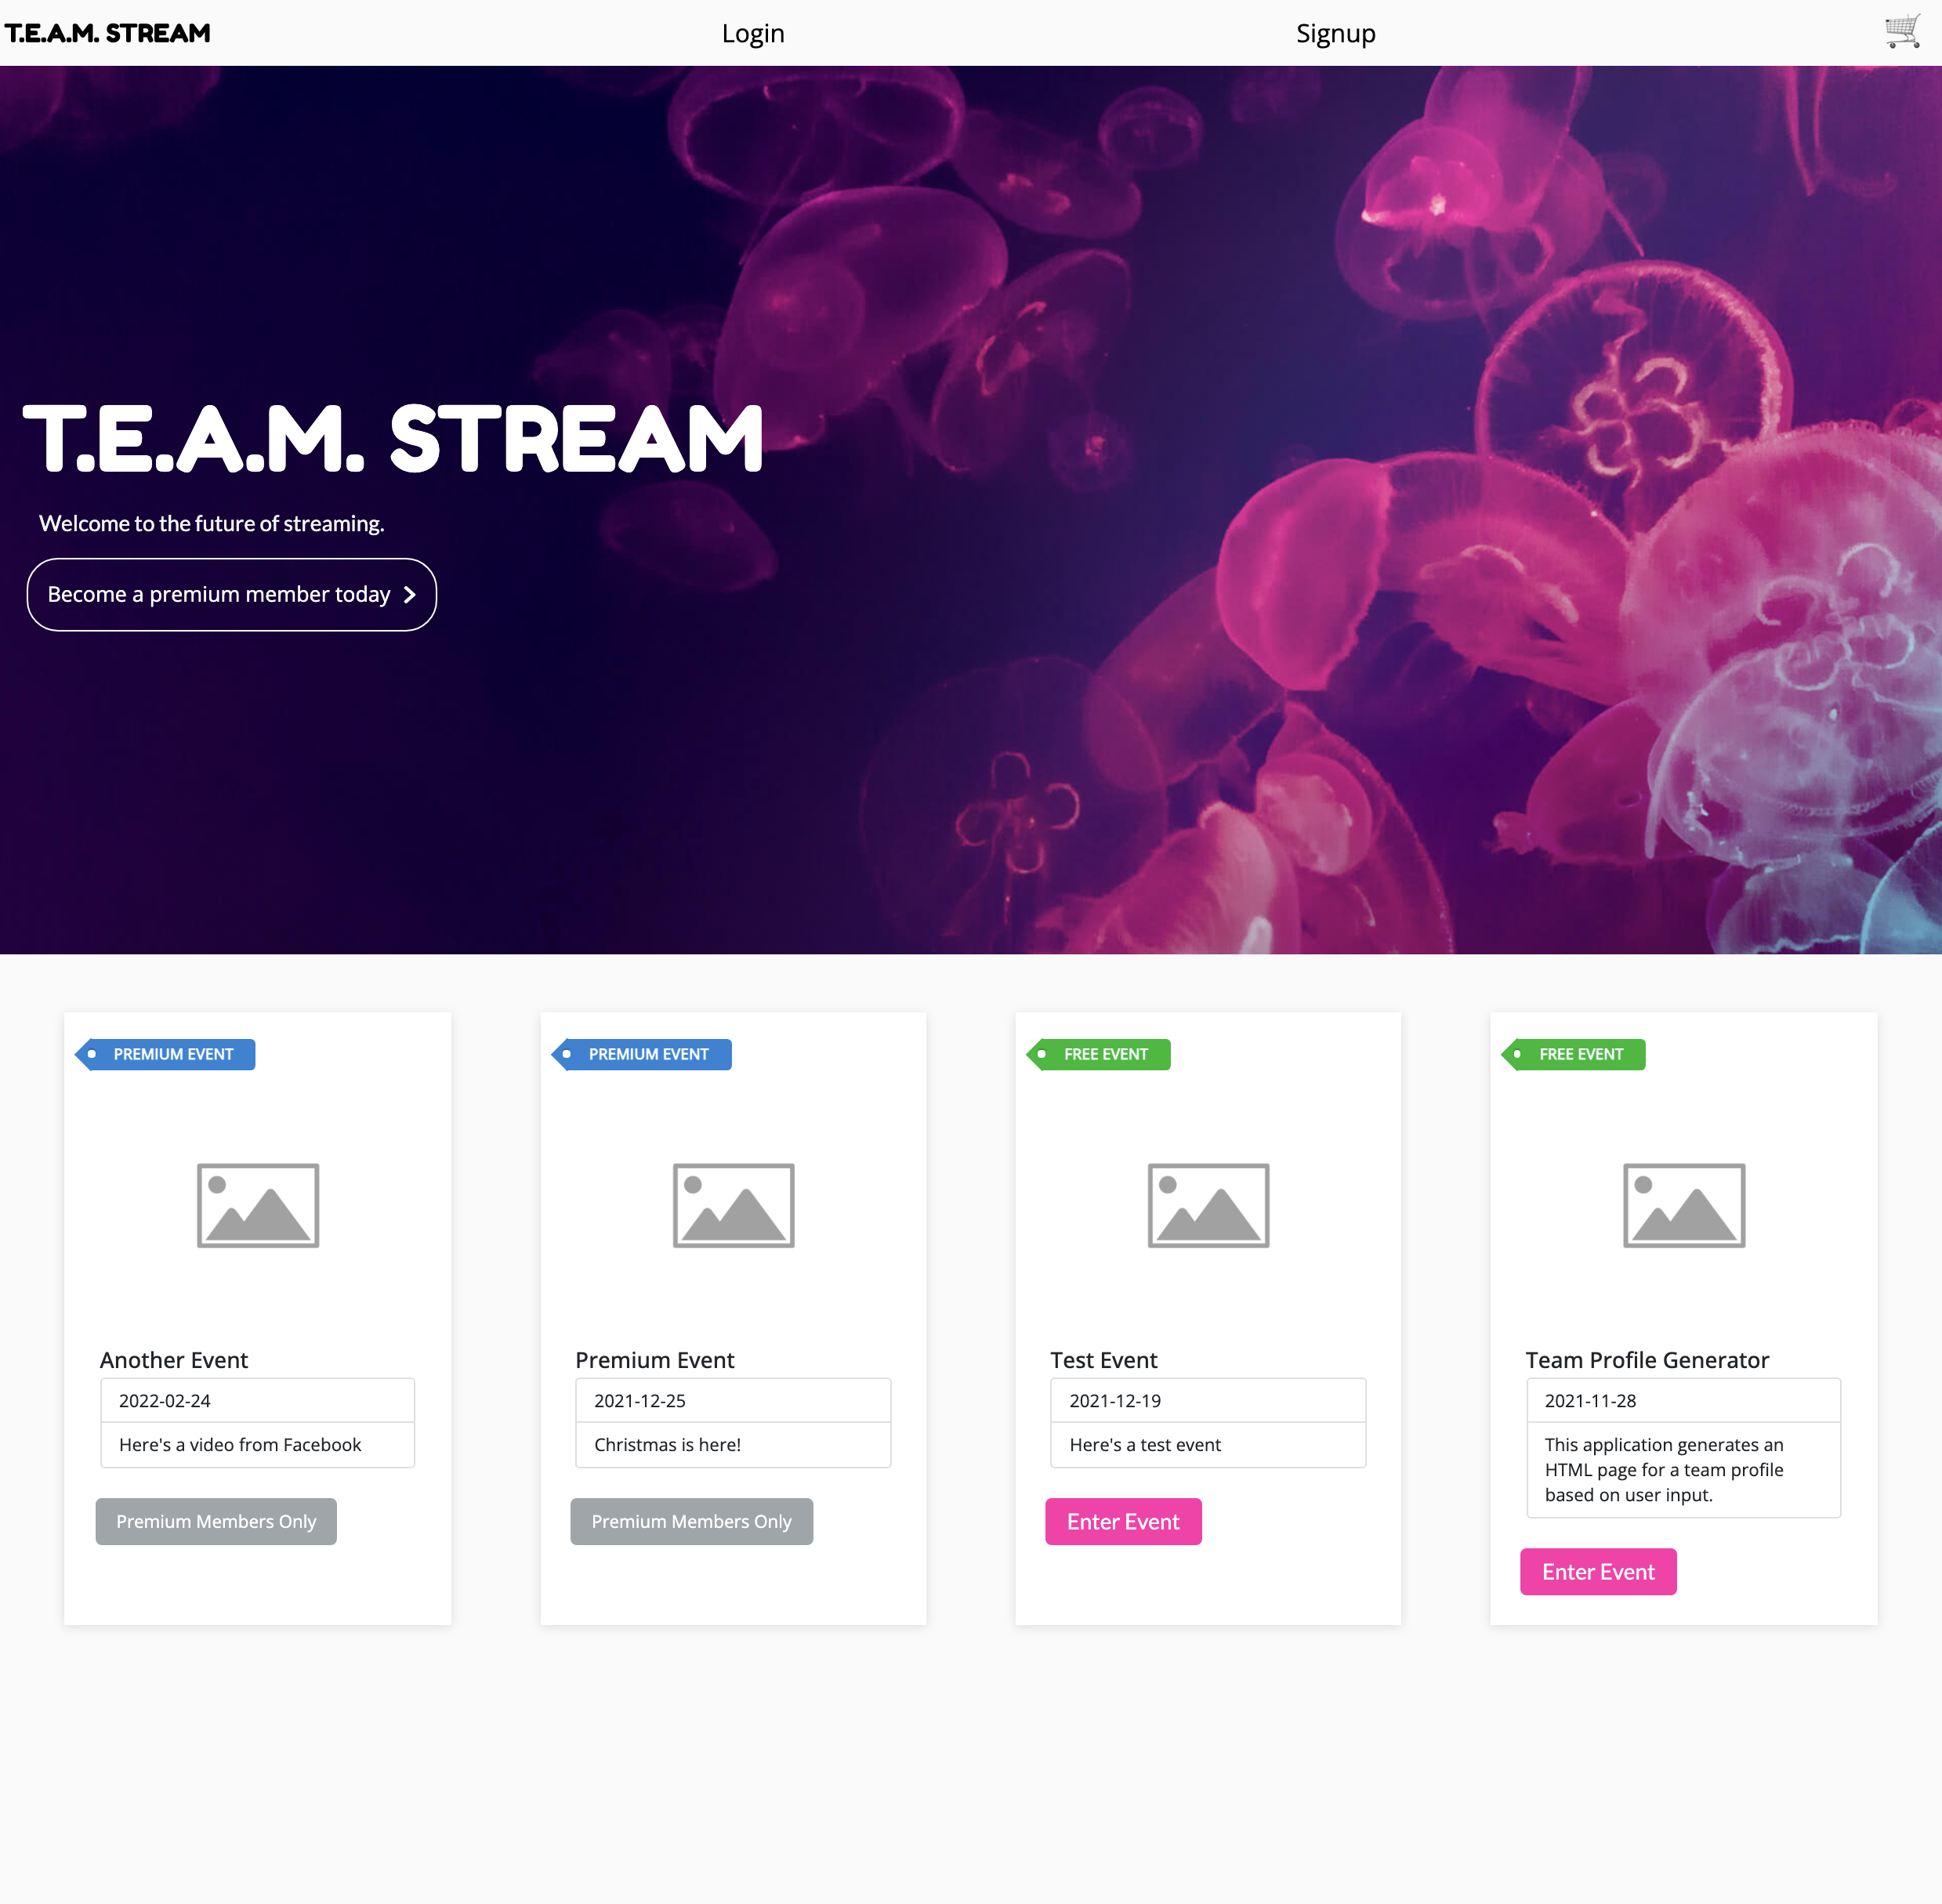 T.E.A.M. STREAM
Login
Signup
T.E.A.M. STREAM
Welcome to the future of streaming.
Become a premium member today
PREMIUM EVENT
Another Event
2022-02-24
Here's a video from Facebook
Premium Members Only
PREMIUM EVENT
Premium Event
2021-12-25
Christmas is here!
Premium Members Only
FREE EVENT
Test Event
2021-12-19
Here's a test event
Enter Event
FREE EVENT
Team Profile Generator
2021-11-28
This application generates an
HTML page for a team profile
based on user input.
Enter Event